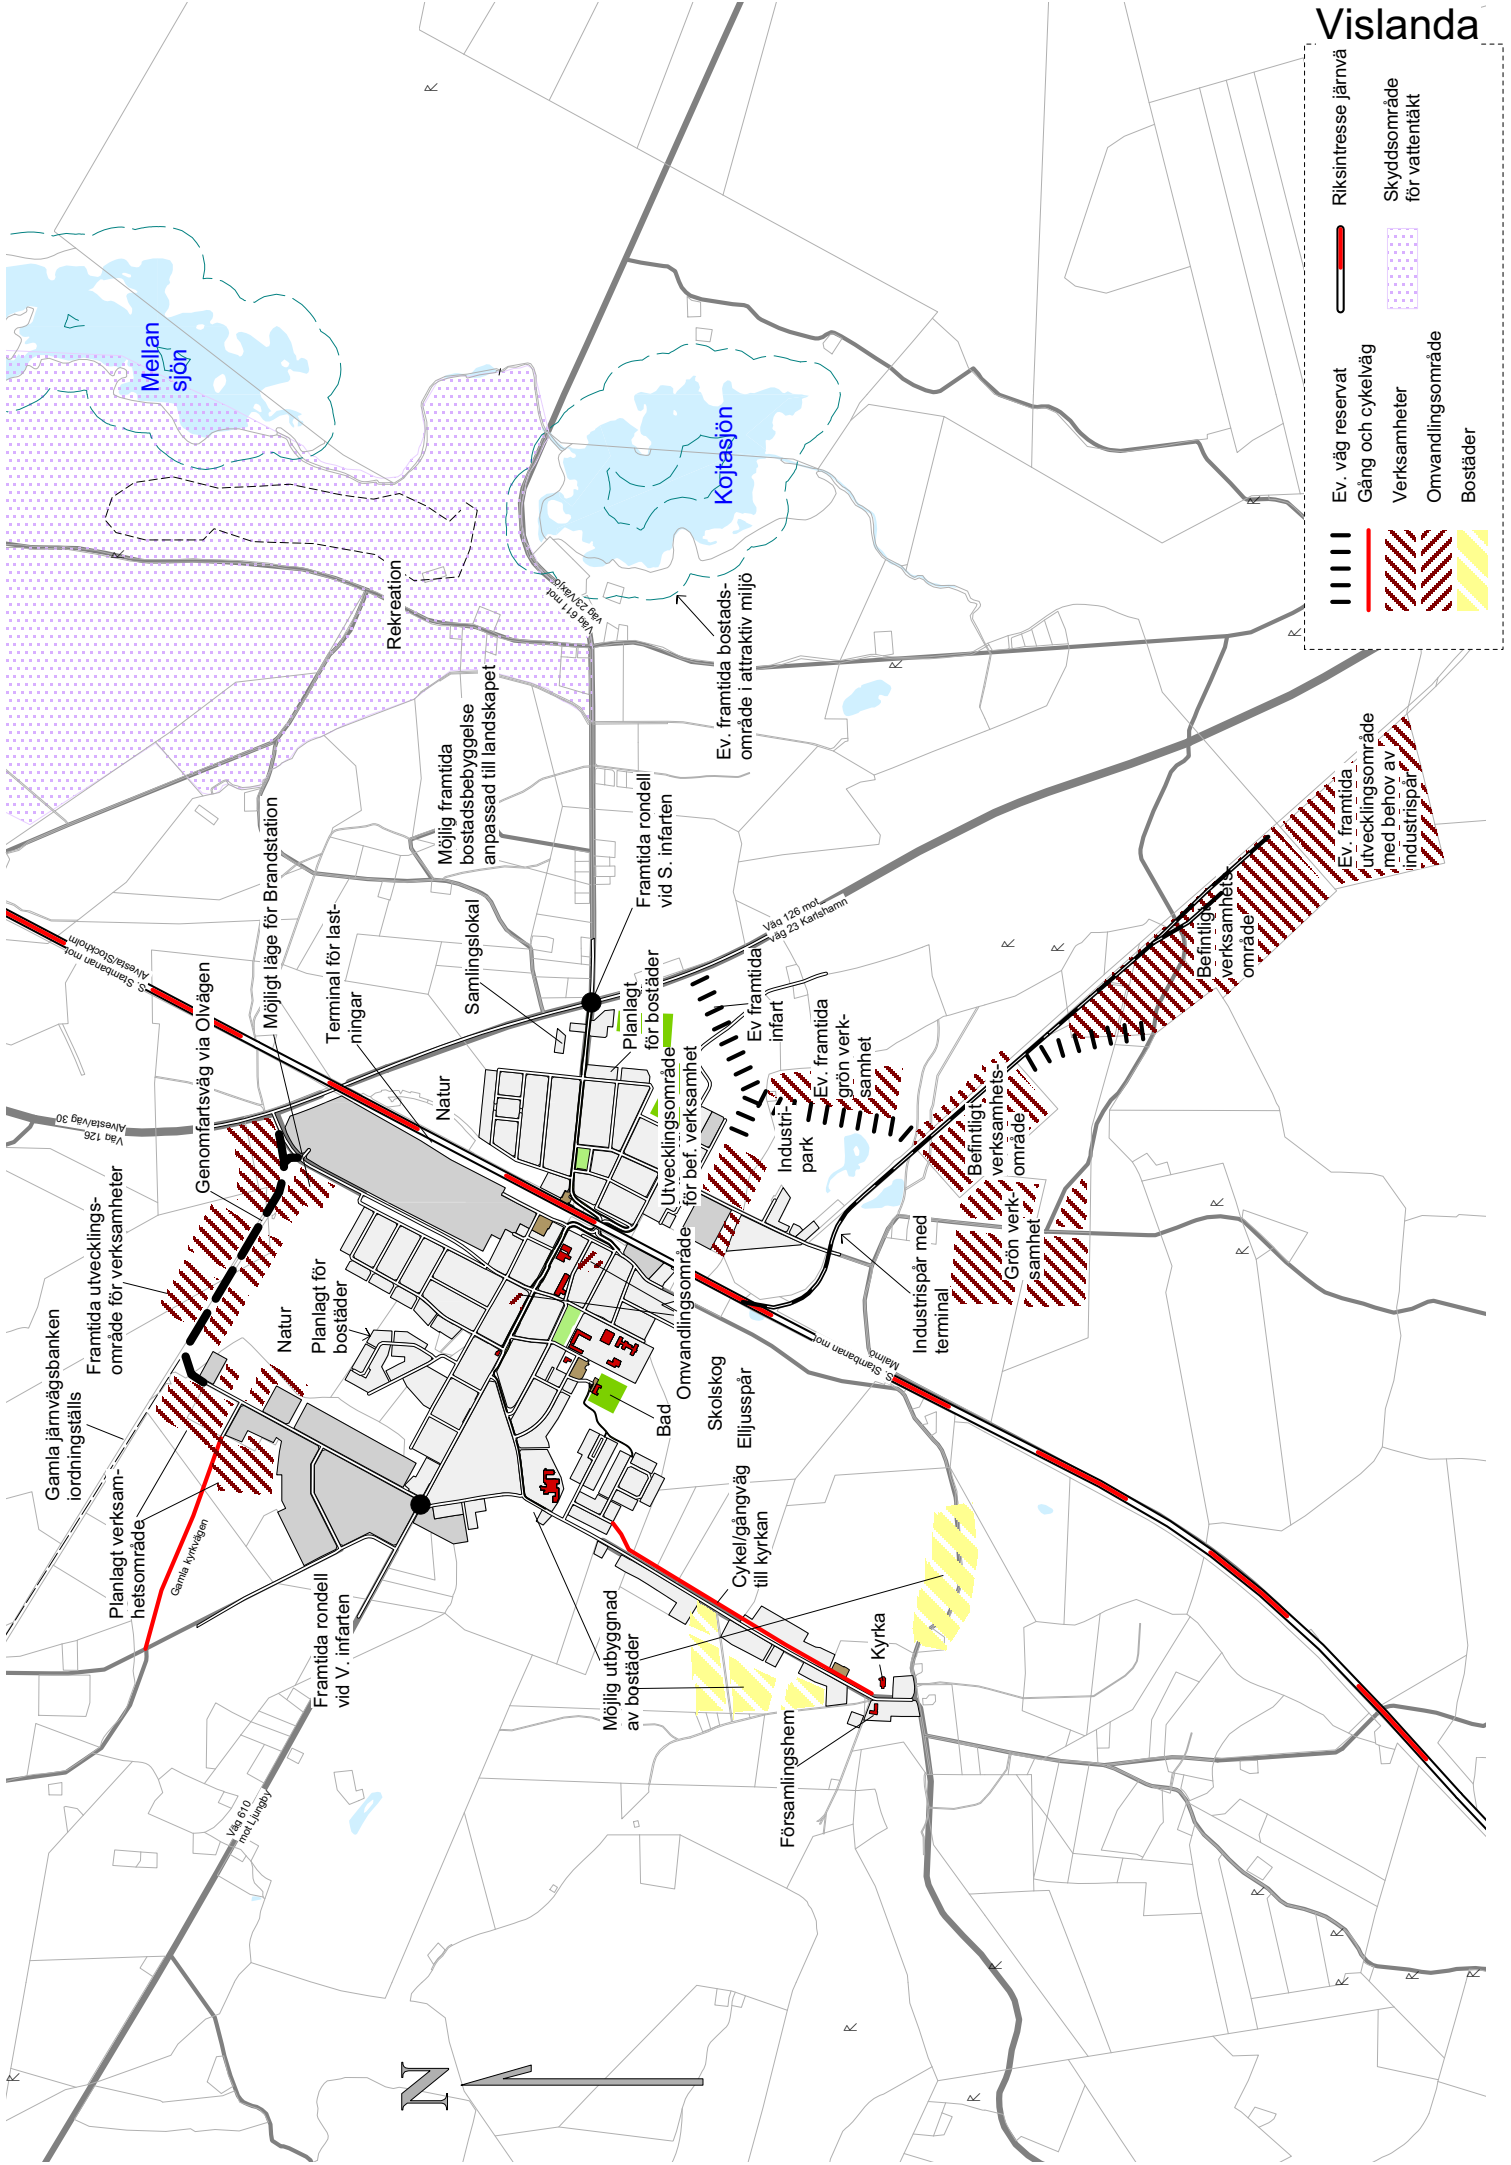 Vislanda
Ev. väg reservat
Gång och cykelväg
Verksamheter
Omvandlingsområde
Bostäder
Riksintresse järnvä
Skyddsområde
för vattentäkt
Mellan
sjön
Kojtasjön
Rekreation
Väg 611 mot
väg 23/Växjö
Ev. framtida bostads-
område i attraktiv miljö
Möjlig framtida
bostadsbebyggelse
anpassad till landskapet
Framtida rondell
vid S. infarten
Samlingslokal
Möjligt läge för Brandstation
Terminal för last-
ningar
S. Stambanan mot
Alvesta/Stockholm
Genomfartsväg via Olvägen
Väg 126
Alvesta/väg 30
Natur
Planlagt
för bostäder
Väg 126 mot
väg 23 Karlshamn
Ev framtida
infart
Ev. framtida
grön verk-
samhet
Utvecklingsområde
för bef. verksamhet
Industri-
park
Befintligt
verksamhets-
område
Befintligt
verksamhets-
område
Ev. framtida
utvecklingsområde
med behov av
industrispår
Grön verk-
samhet
Industrispår med
terminal
S. Stambanan mot
Malmö
Omvandlingsområde
Skolskog
Elljusspår
Bad
Framtida utvecklings-
område för verksamheter
Natur
Planlagt för
bostäder
Gamla järnvägsbanken
iordningställs
Planlagt verksam-
hetsområde
Gamla kyrkvägen
Framtida rondell
vid V. infarten
Väg 610
mot Ljungby
Cykel/gångväg
till kyrkan
Möjlig utbyggnad
av bostäder
Kyrka
Församlingshem
N